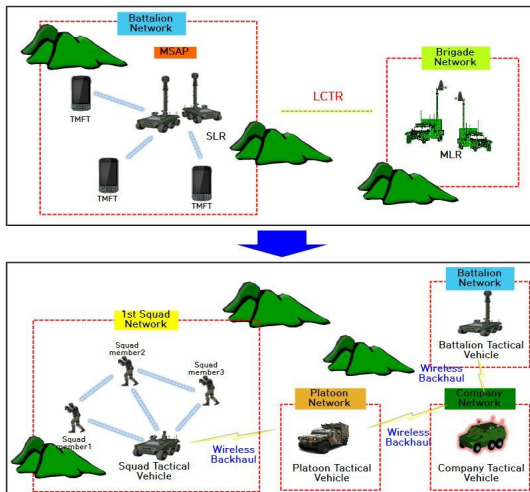 Battalion
Network
MSAP
TMFT
SLR
TMFT
TMFT
LCTR
Brigade
Network
MLR
Battalion
Network
Battalion Tactical
Vehicle
1st Squad
Network
Squad
member2
Squad
member3
Squad
member1
Squad Tactical
Vehicle
Wireless
Backhaul
Platoon
Network
Platoon Tactical
Vehicle
Wireless
Backhaul
Wireless
Backhaul
Company
Network
Company Tactical
Vehicle